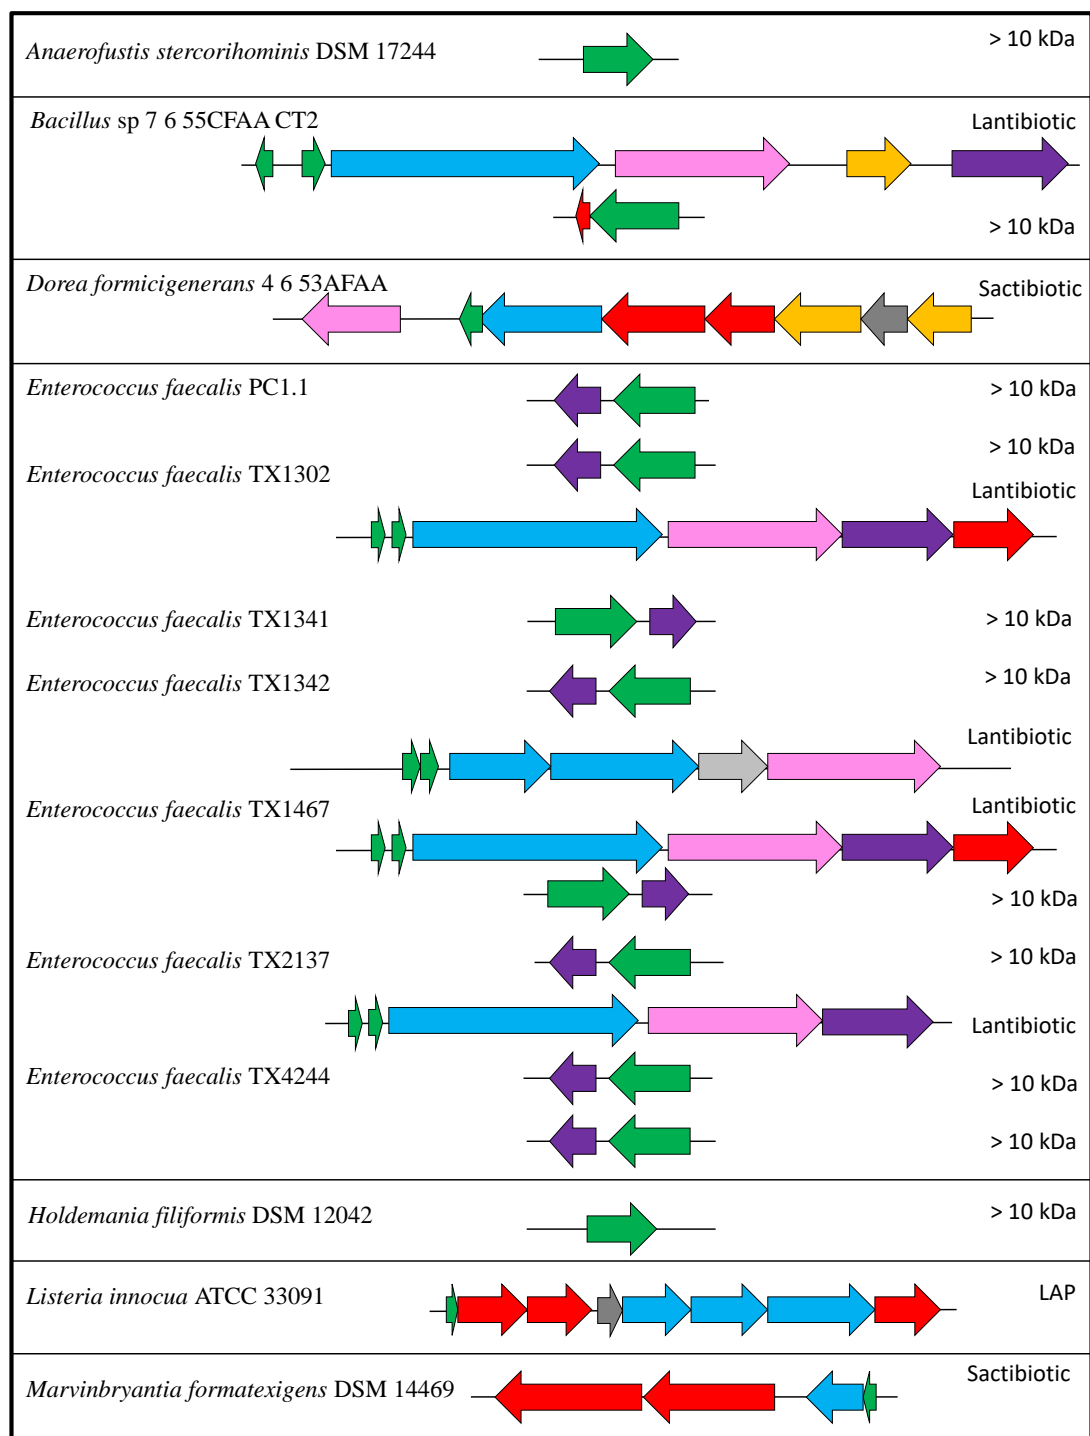 Anaerofustis stercorihominis DSM 17244 > 10 kDa
Bacillus sp 7 6 55CFAA CT2 Lantibiotic
> 10 kDa
Dorea formicigenerans 4 6 53AFAA Sactibiotic
Enterococcus faecalis PC1.1 > 10 kDa
> 10 kDa
Enterococcus faecalis TX1302
Lantibiotic
Enterococcus faecalis TX1341 > 10 kDa
Enterococcus faecalis TX1342 > 10 kDa
Lantibiotic
Enterococcus faecalis TX1467 Lantibiotic
> 10 kDa
Enterococcus faecalis TX2137 > 10 kDa
Lantibiotic
Enterococcus faecalis TX4244 > 10 kDa
> 10 kDa
Holdemania filiformis DSM 12042 > 10 kDa
Listeria innocua ATCC 33091 LAP
Marvinbryantia formatexigens DSM 14469 Sactibiotic